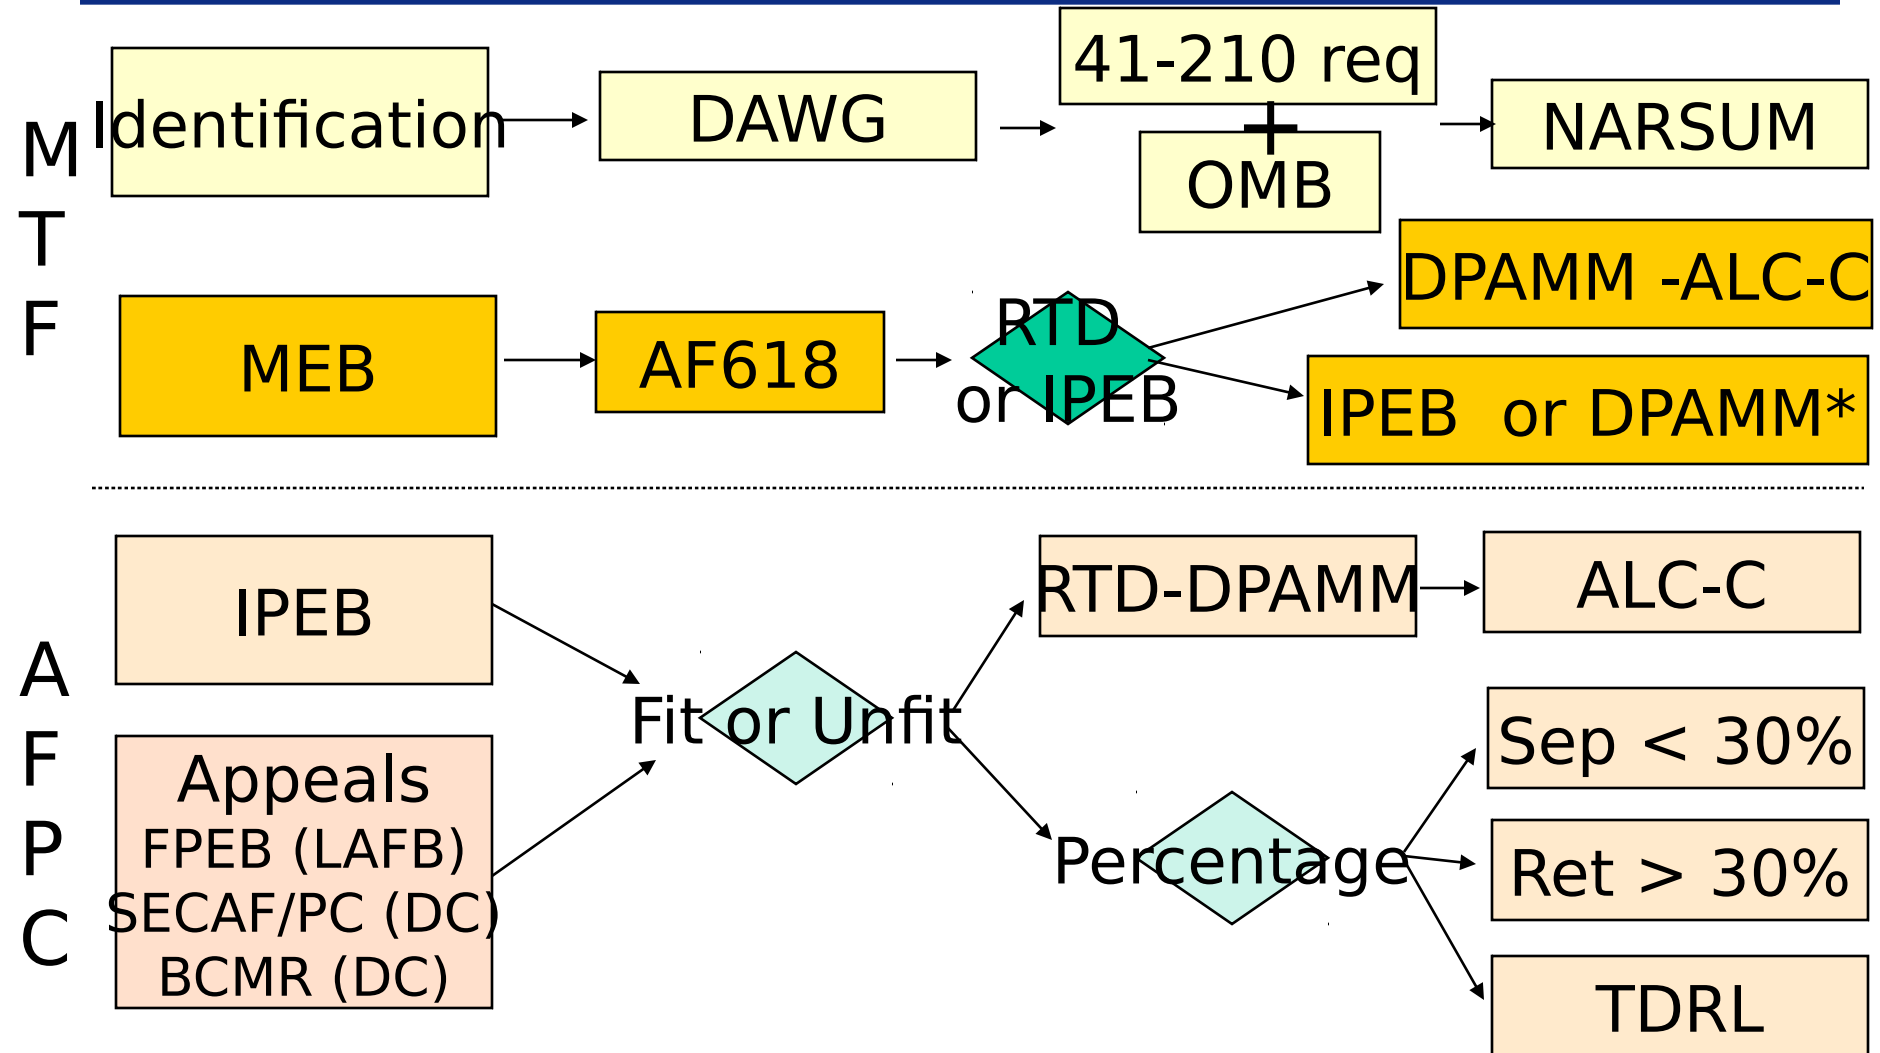 M
T
F
Identification
DAWG
41-210 req
+
OMB
NARSUM
MEB
AF618
RTD
or IPEB
DPAMM -ALC-C
IPEB  or DPAMM*
A
F
P
C
IPEB
Appeals
FPEB (LAFB)
SECAF/PC (DC)
BCMR (DC)
Fit or Unfit
RTD-DPAMM
ALC-C
Percentage
Sep < 30%
Ret > 30%
TDRL